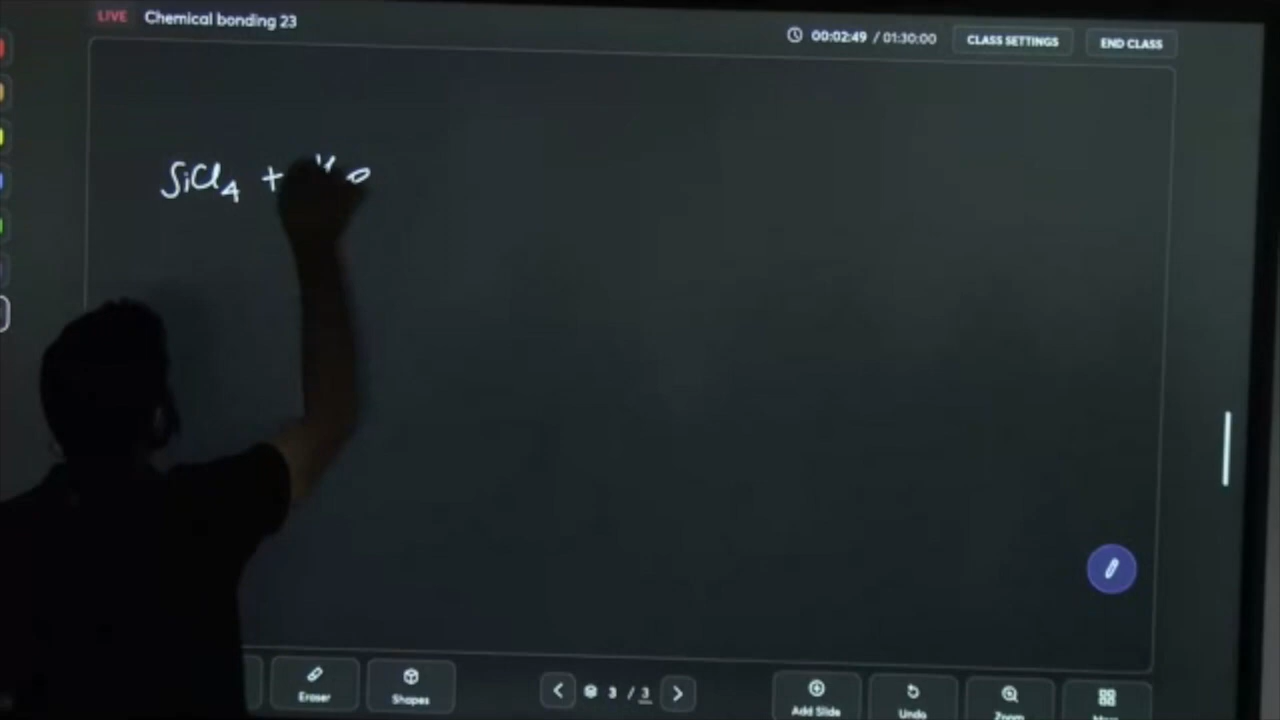 LIVE Chemical bonding 23
00:02:49 / 01:30:00 CLASS SETTINGS END CLASS
SiCl4 +
Eraser Shapes 3 / 3 Add Slide Undo Zoom